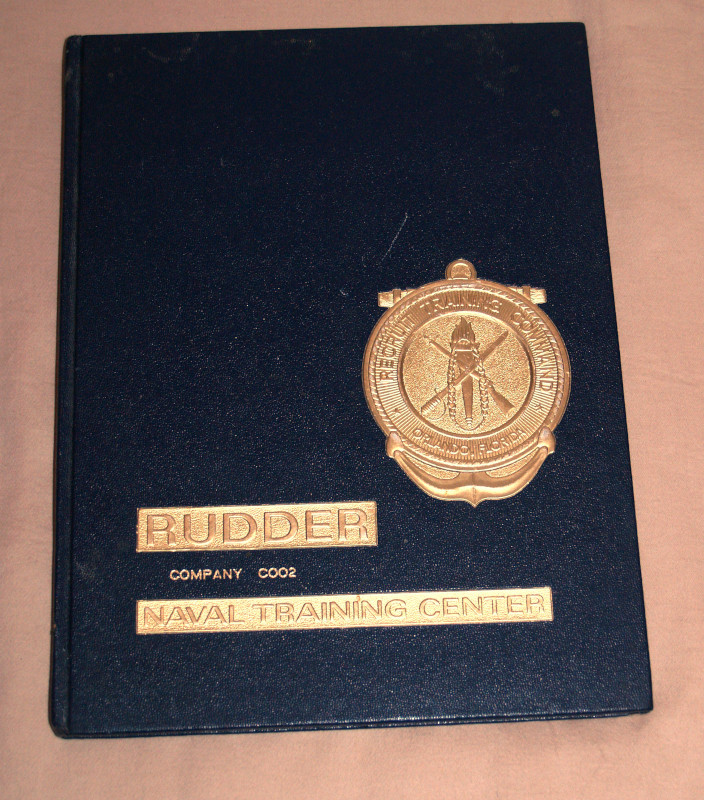 RECRUIT TRAINING COMMAND
ORLANDO, FLORIDA
RUDDER
COMPANY C002
NAVAL TRAINING CENTER